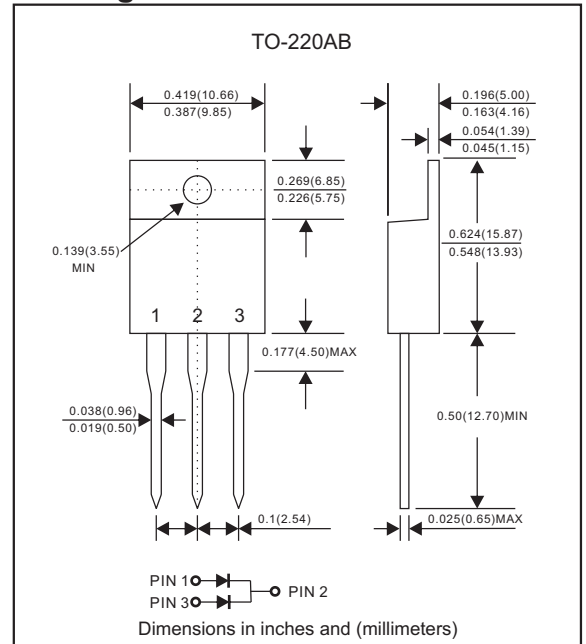 TO-220AB
0.419(10.66)
0.387(9.85)
0.196(5.00)
0.163(4.16)
0.054(1.39)
0.045(1.15)
0.269(6.85)
0.226(5.75)
0.624(15.87)
0.548(13.93)
0.139(3.55)
MIN
1 2 3
0.177(4.50)MAX
0.038(0.96)
0.019(0.50)
0.50(12.70)MIN
0.1(2.54)
0.025(0.65)MAX
PIN 1
PIN 3
PIN 2
Dimensions in inches and (millimeters)